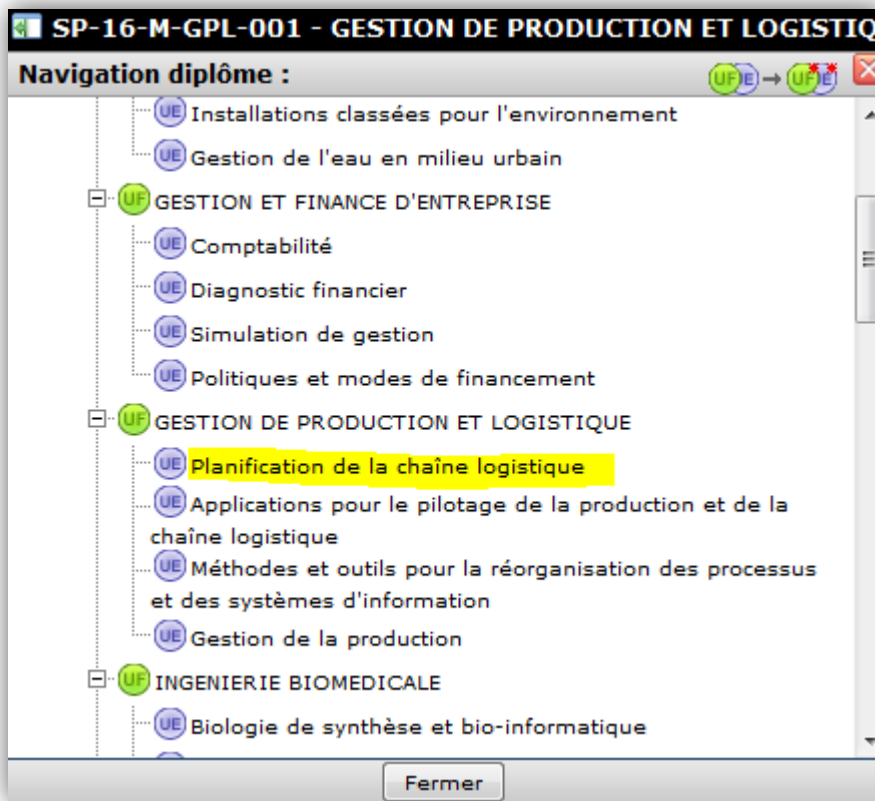 SP-16-M-GPL-001 - GESTION DE PRODUCTION ET LOGISTIQ
Navigation diplôme :
UF E → UF E
UE Installations classées pour l'environnement
UE Gestion de l'eau en milieu urbain
UF GESTION ET FINANCE D'ENTREPRISE
UE Comptabilité
UE Diagnostic financier
UE Simulation de gestion
UE Politiques et modes de financement
UF GESTION DE PRODUCTION ET LOGISTIQUE
UE Planification de la chaîne logistique
UE Applications pour le pilotage de la production et de la
chaîne logistique
UE Méthodes et outils pour la réorganisation des processus
et des systèmes d'information
UE Gestion de la production
UF INGENIERIE BIOMEDICALE
UE Biologie de synthèse et bio-informatique
Fermer